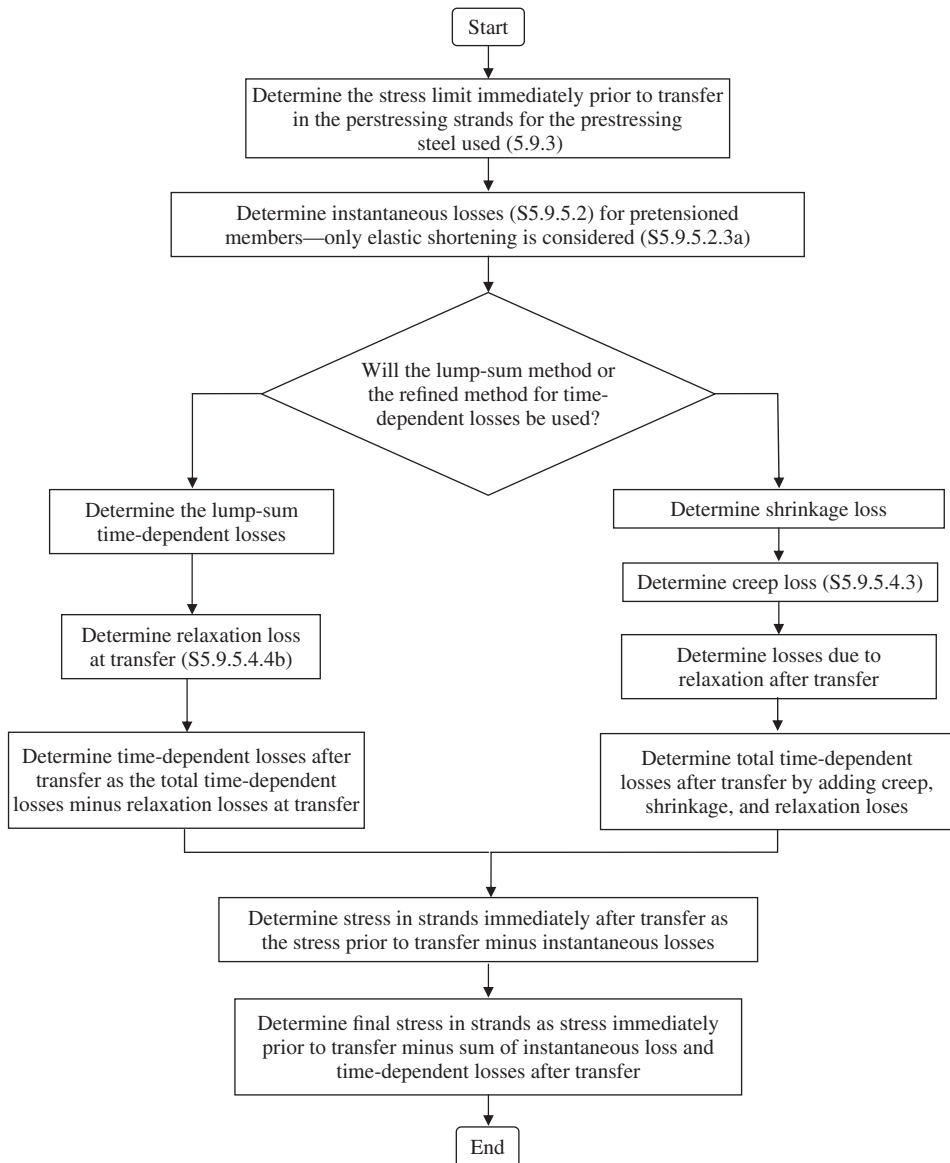 Start
Determine the stress limit immediately prior to transfer
in the perstressing strands for the prestressing
steel used (5.9.3)
Determine instantaneous losses (S5.9.5.2) for pretensioned
members—only elastic shortening is considered (S5.9.5.2.3a)
Will the lump-sum method or
the refined method for time-
dependent losses be used?
Determine the lump-sum
time-dependent losses
Determine relaxation loss
at transfer (S5.9.5.4.4b)
Determine time-dependent losses after
transfer as the total time-dependent
losses minus relaxation losses at transfer
Determine shrinkage loss
Determine creep loss (S5.9.5.4.3)
Determine losses due to
relaxation after transfer
Determine total time-dependent
losses after transfer by adding creep,
shrinkage, and relaxation loses
Determine stress in strands immediately after transfer as
the stress prior to transfer minus instantaneous losses
Determine final stress in strands as stress immediately
prior to transfer minus sum of instantaneous loss and
time-dependent losses after transfer
End